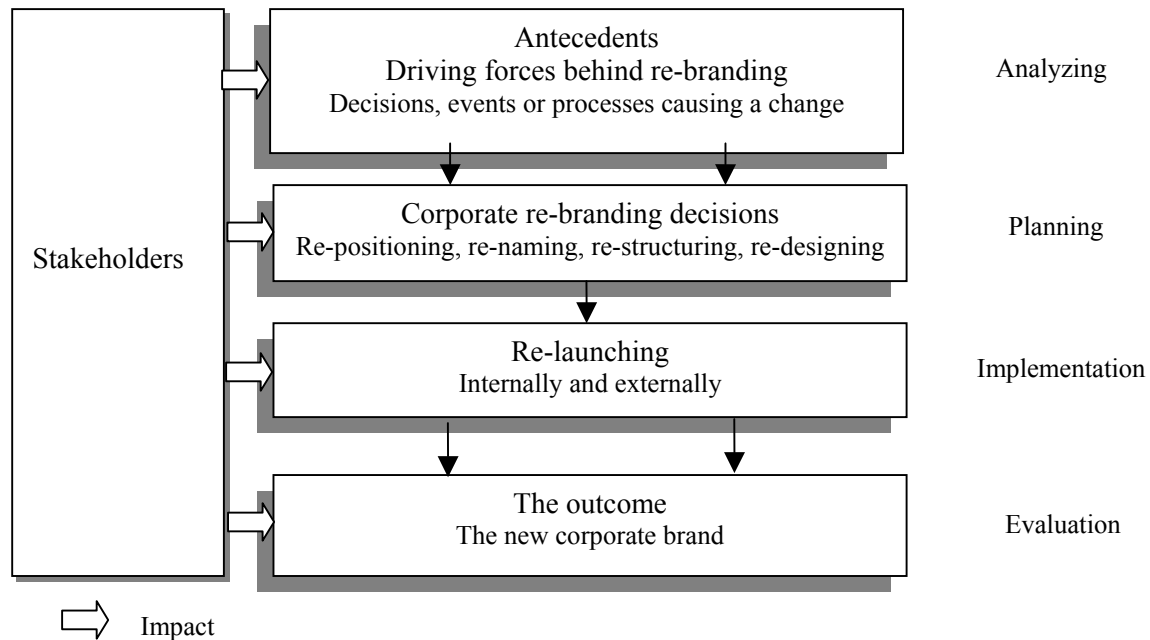 Antecedents
Driving forces behind re-branding
Decisions, events or processes causing a change
Analyzing
Corporate re-branding decisions
Re-positioning, re-naming, re-structuring, re-designing
Planning
Stakeholders
Re-launching
Internally and externally
Implementation
The outcome
The new corporate brand
Evaluation
Impact